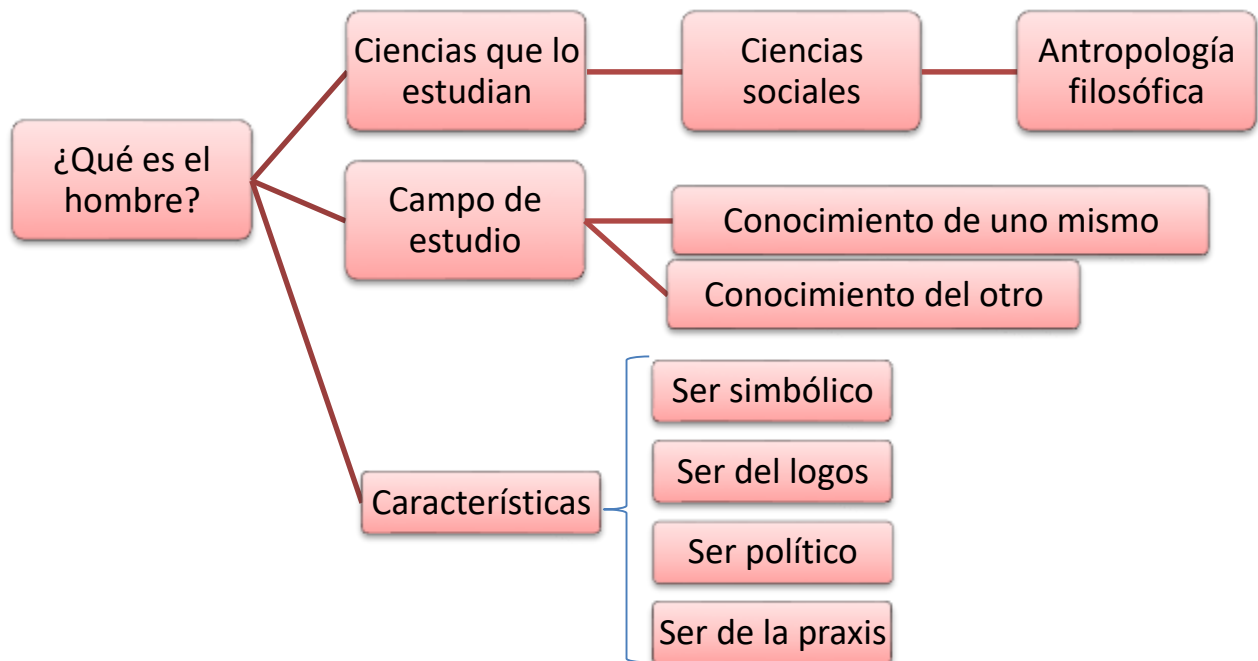 ¿Qué es el
hombre?
Ciencias que lo
estudian
Ciencias
sociales
Antropología
filosófica
Campo de
estudio
Conocimiento de uno mismo
Conocimiento del otro
Características
Ser simbólico
Ser del logos
Ser político
Ser de la praxis